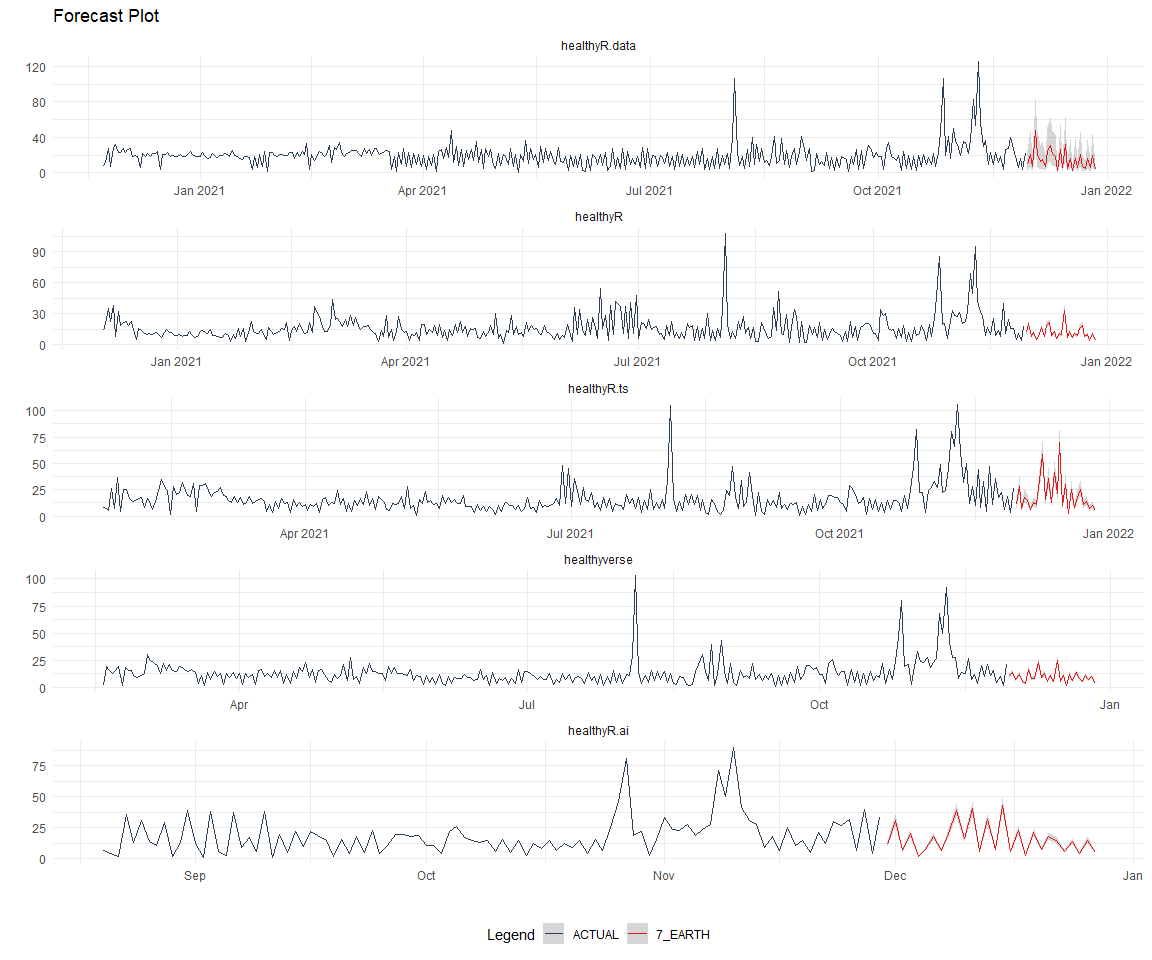 Forecast Plot
healthyR.data
120
80
40
0
Jan 2021 Apr 2021 Jul 2021 Oct 2021 Jan 2022
healthyR
90
60
30
0
Jan 2021 Apr 2021 Jul 2021 Oct 2021 Jan 2022
healthyR.ts
100
75
50
25
0
Apr 2021 Jul 2021 Oct 2021 Jan 2022
healthyverse
100
75
50
25
0
Apr Jul Oct Jan
healthyR.ai
75
50
25
0
Sep Oct Nov Dec Jan
Legend ACTUAL 7_EARTH